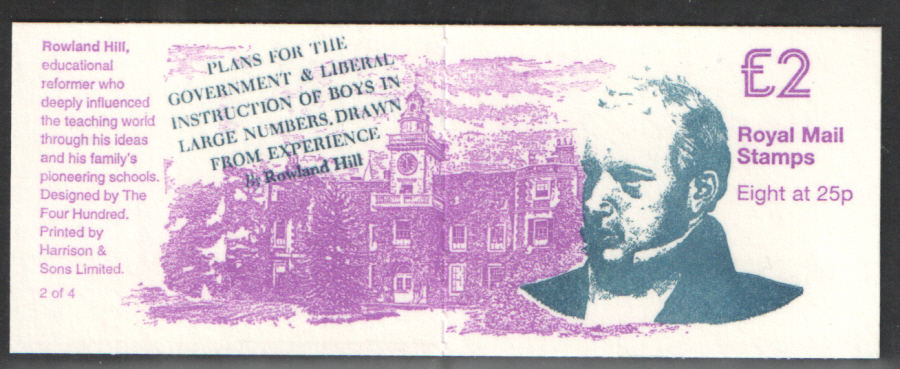 Rowland Hill,
educational
reformer who
deeply influenced
the teaching world
through his ideas
and his family's
pioneering schools.
Designed by The
Four Hundred.
Printed by
Harrison &
Sons Limited.
2 of 4
PLANS FOR THE
GOVERNMENT & LIBERAL
INSTRUCTION OF BOYS IN
LARGE NUMBERS, DRAWN
FROM EXPERIENCE
By Rowland Hill
£2
Royal Mail
Stamps
Eight at 25p